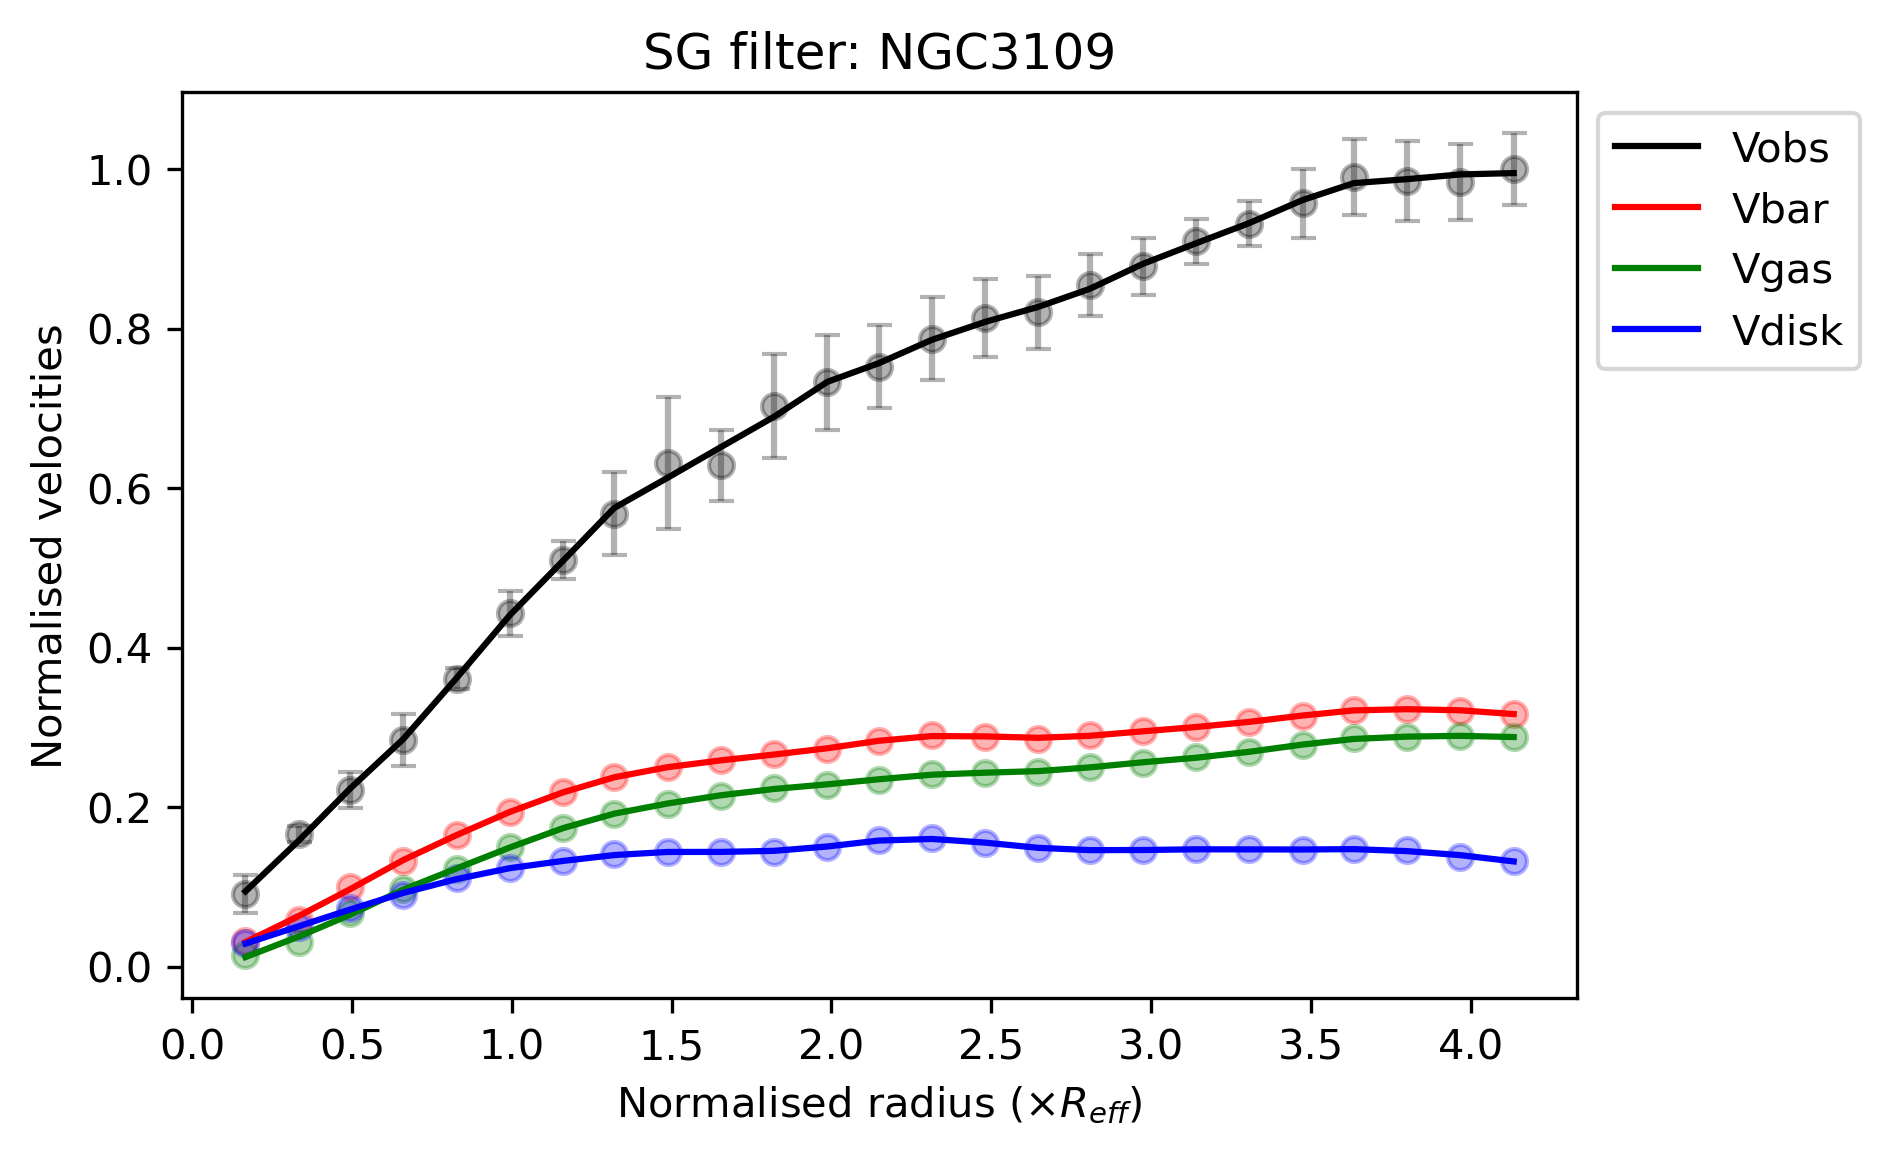 SG filter: NGC3109
Normalised velocities
1.0
0.8
0.6
0.4
0.2
0.0
0.0 0.5 1.0 1.5 2.0 2.5 3.0 3.5 4.0
Normalised radius (×R_eff)
Vobs
Vbar
Vgas
Vdisk